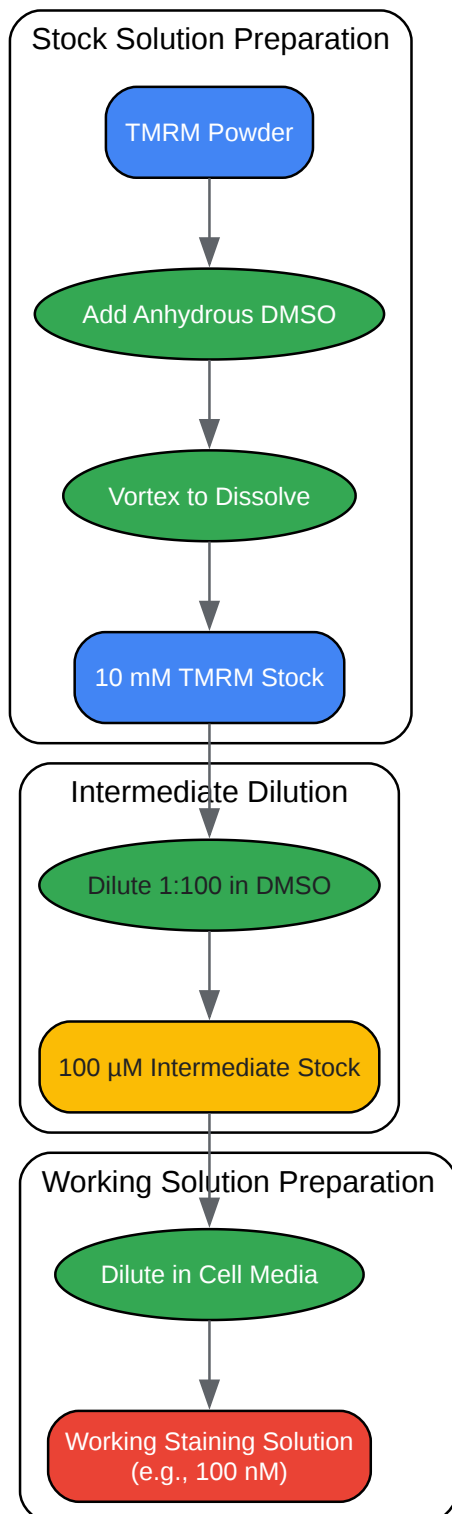 Stock Solution Preparation
TMRM Powder
Add Anhydrous DMSO
Vortex to Dissolve
10 mM TMRM Stock
Intermediate Dilution
Dilute 1:100 in DMSO
100 µM Intermediate Stock
Working Solution Preparation
Dilute in Cell Media
Working Staining Solution
(e.g., 100 nM)